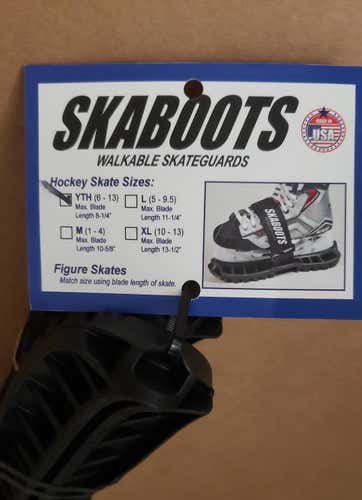 SKABOOTS
MADE IN
USA
WALKABLE SKATEGUARDS
Hockey Skate Sizes:
YTH (6 - 13)
Max. Blade
Length 8-1/4"
L (5 - 9.5)
Max. Blade
Length 11-1/4"
M (1 - 4)
Max. Blade
Length 10-5/8"
XL (10 - 13)
Max. Blade
Length 13-1/2"
SKABOOTS
Figure Skates
Match size using blade length of skate.